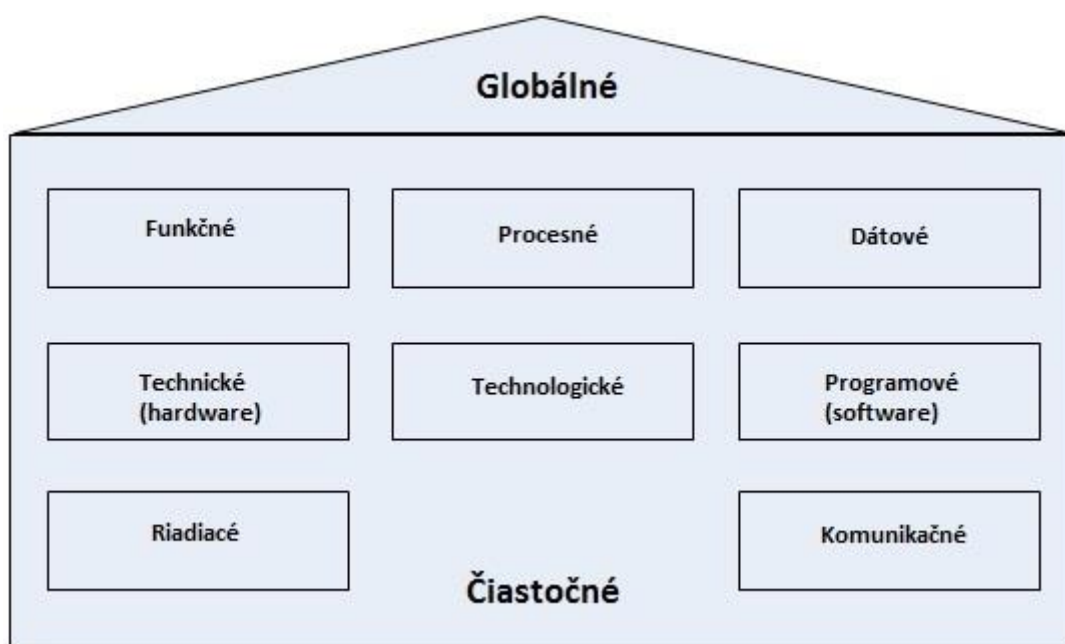 Globálné
Funkčné
Procesné
Dátové
Technické
(hardware)
Technologické
Programové
(software)
Riadiacé
Komunikačné
Čiastočné